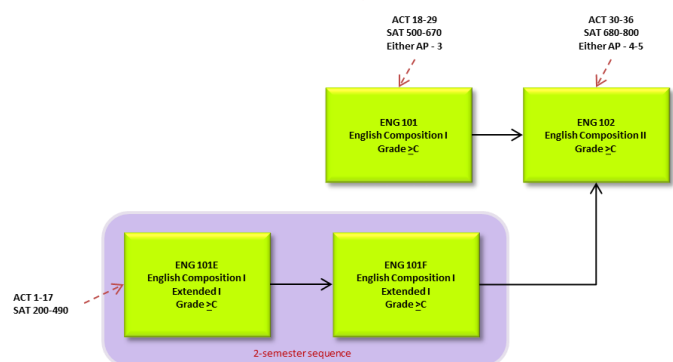 ACT 18-29
SAT 500-670
Either AP - 3
ACT 30-36
SAT 680-800
Either AP - 4-5
ENG 101
English Composition I
Grade ≥C
ENG 102
English Composition II
Grade ≥C
ACT 1-17
SAT 200-490
ENG 101E
English Composition I
Extended I
Grade ≥C
ENG 101F
English Composition I
Extended I
Grade ≥C
2-semester sequence